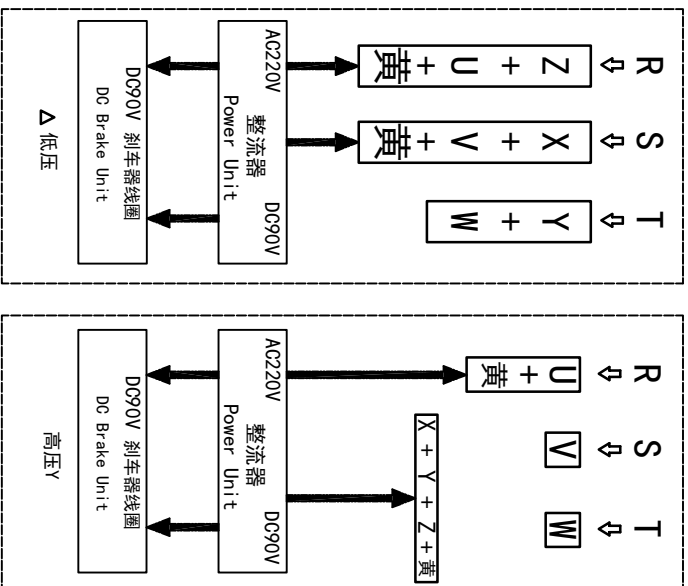 R S T
Z + U + 黄
X + V + 黄
Y + W
AC220V 整流器 DC90V
Power Unit
DC90V 刹车器线圈
DC Brake Unit
Δ 低压
R S T
U + 黄
V
W
X + Y + Z + 黄
AC220V 整流器 DC90V
Power Unit
DC90V 刹车器线圈
DC Brake Unit
高压Y